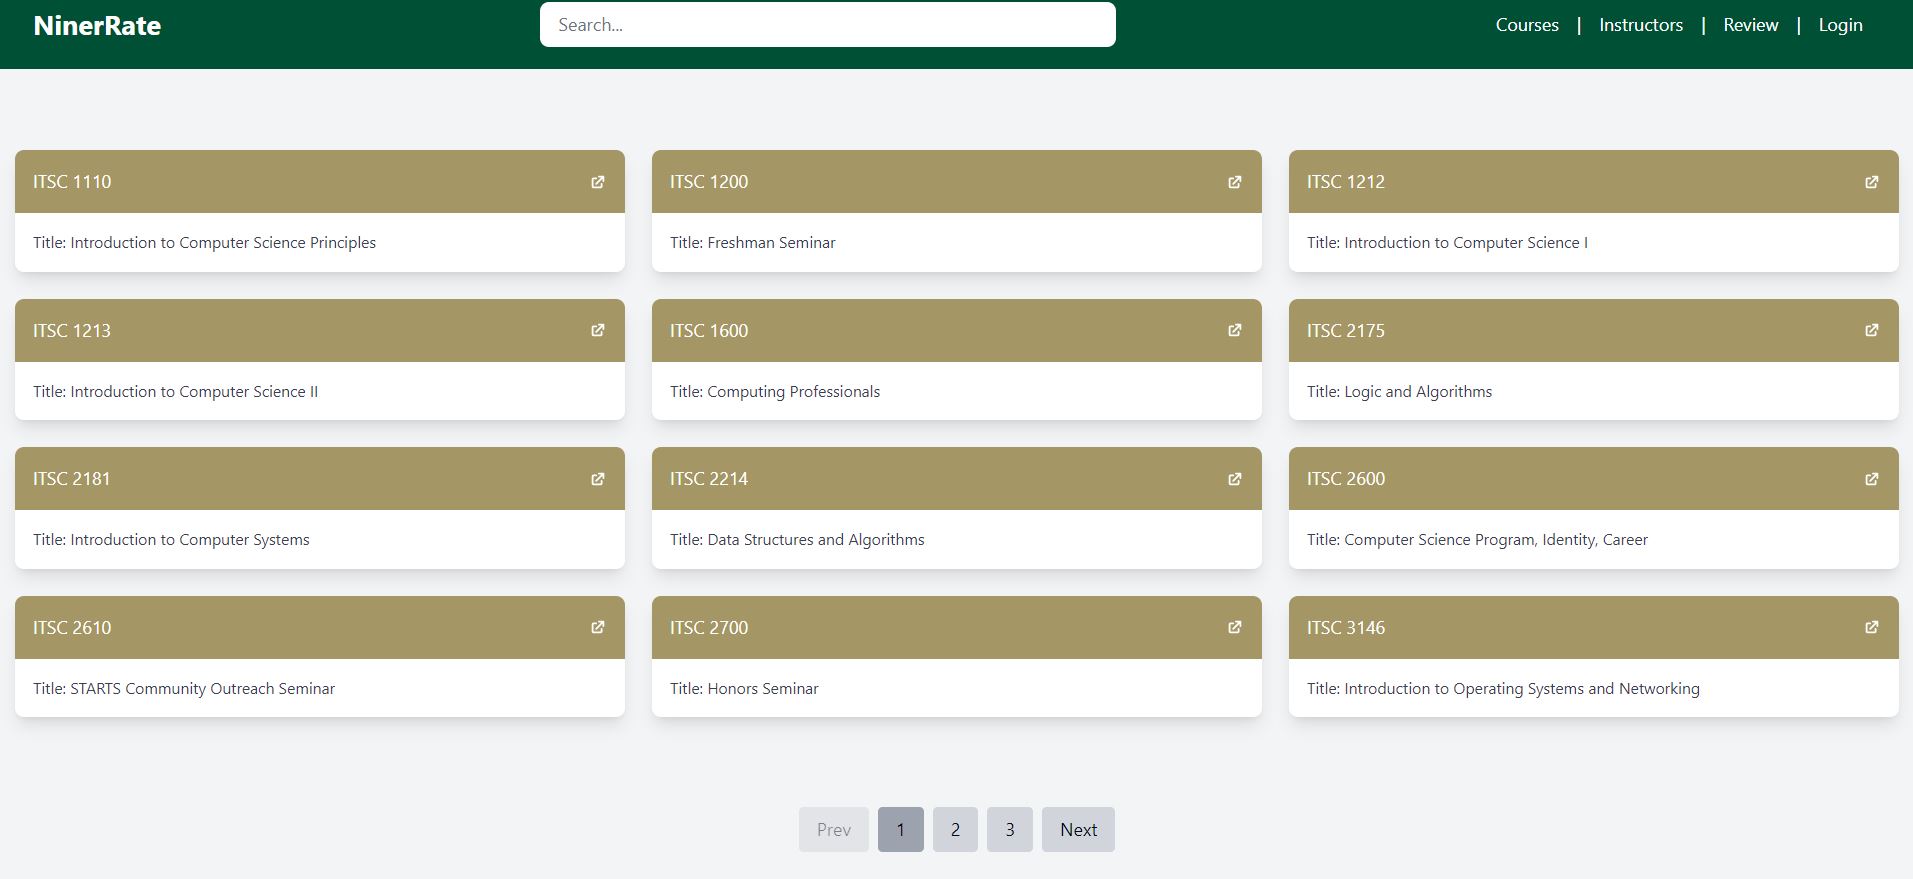 NinerRate
Search...
Courses | Instructors | Review | Login
ITSC 1110
Title: Introduction to Computer Science Principles
ITSC 1200
Title: Freshman Seminar
ITSC 1212
Title: Introduction to Computer Science I
ITSC 1213
Title: Introduction to Computer Science II
ITSC 1600
Title: Computing Professionals
ITSC 2175
Title: Logic and Algorithms
ITSC 2181
Title: Introduction to Computer Systems
ITSC 2214
Title: Data Structures and Algorithms
ITSC 2600
Title: Computer Science Program, Identity, Career
ITSC 2610
Title: STARTS Community Outreach Seminar
ITSC 2700
Title: Honors Seminar
ITSC 3146
Title: Introduction to Operating Systems and Networking
Prev 1 2 3 Next